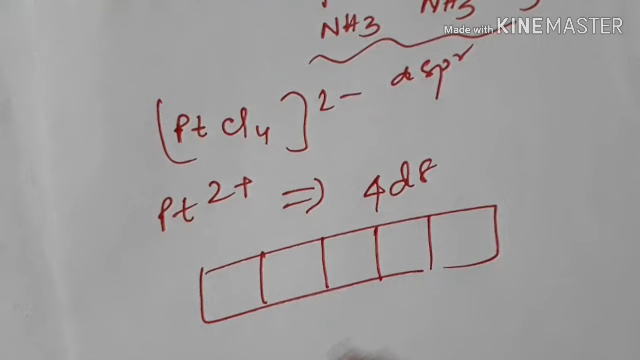 NH3 NH3
Made with KINEMASTER
[Pt Cl4]2- dsp2
Pt2+ => 4d8